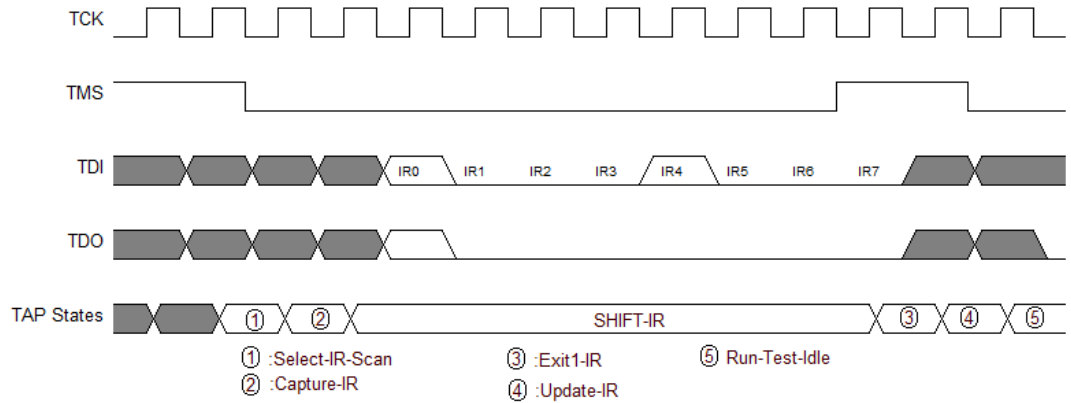 TCK
TMS
TDI IR0 IR1 IR2 IR3 IR4 IR5 IR6 IR7
TDO
TAP States 1 2 SHIFT-IR 3 4 5
1 :Select-IR-Scan 3 :Exit1-IR 5 Run-Test-Idle
2 :Capture-IR 4 :Update-IR